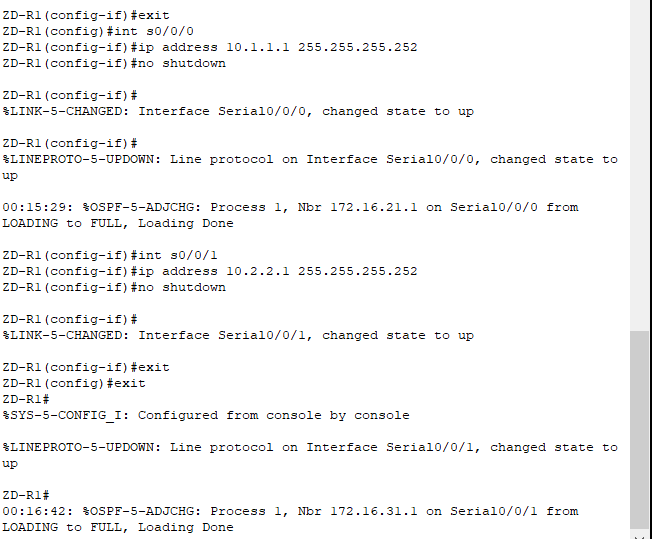 ZD-R1(config-if)#exit
ZD-R1(config)#int s0/0/0
ZD-R1(config-if)#ip address 10.1.1.1 255.255.255.252
ZD-R1(config-if)#no shutdown
ZD-R1(config-if)#
%LINK-5-CHANGED: Interface Serial0/0/0, changed state to up
ZD-R1(config-if)#
%LINEPROTO-5-UPDOWN: Line protocol on Interface Serial0/0/0, changed state to
up
00:15:29: %OSPF-5-ADJCHG: Process 1, Nbr 172.16.21.1 on Serial0/0/0 from
LOADING to FULL, Loading Done
ZD-R1(config-if)#int s0/0/1
ZD-R1(config-if)#ip address 10.2.2.1 255.255.255.252
ZD-R1(config-if)#no shutdown
ZD-R1(config-if)#
%LINK-5-CHANGED: Interface Serial0/0/1, changed state to up
ZD-R1(config-if)#exit
ZD-R1(config)#exit
ZD-R1#
%SYS-5-CONFIG_I: Configured from console by console
%LINEPROTO-5-UPDOWN: Line protocol on Interface Serial0/0/1, changed state to
up
ZD-R1#
00:16:42: %OSPF-5-ADJCHG: Process 1, Nbr 172.16.31.1 on Serial0/0/1 from
LOADING to FULL, Loading Done